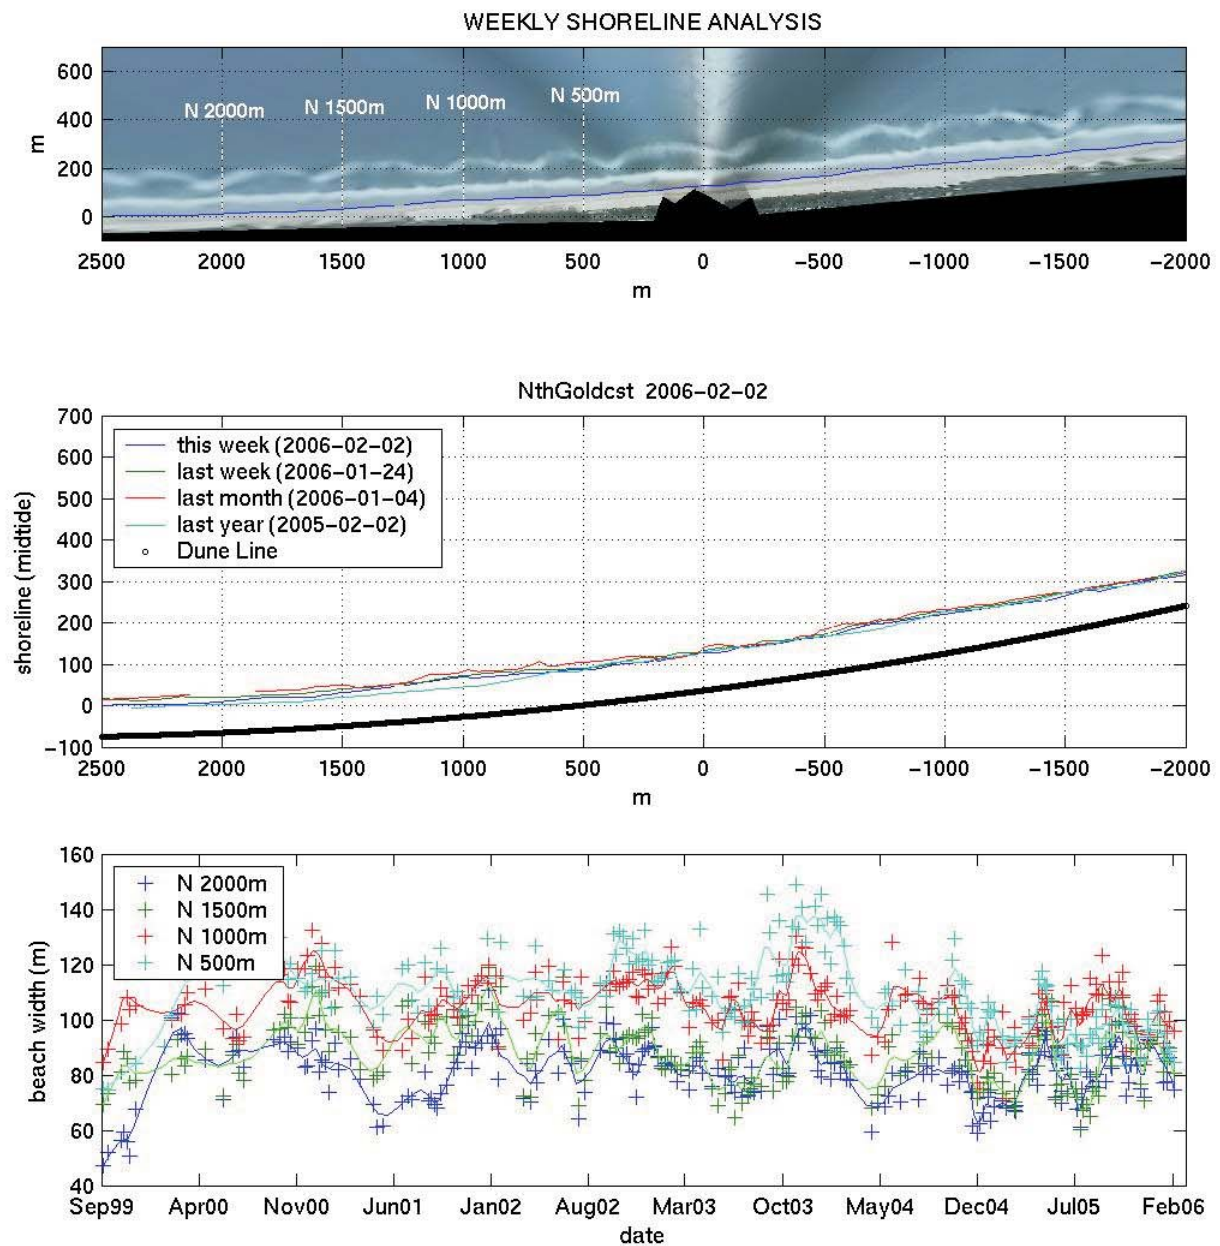 WEEKLY SHORELINE ANALYSIS
600
400
200
0
m
N 2000m N 1500m N 1000m N 500m
2500 2000 1500 1000 500 0 −500 −1000 −1500 −2000
m
NthGoldcst 2006−02−02
700
600
500
400
300
200
100
0
−100
shoreline (midtide)
this week (2006−02−02)
last week (2006−01−24)
last month (2006−01−04)
last year (2005−02−02)
Dune Line
2500 2000 1500 1000 500 0 −500 −1000 −1500 −2000
m
160
140
120
100
80
60
40
beach width (m)
N 2000m
N 1500m
N 1000m
N 500m
Sep99 Apr00 Nov00 Jun01 Jan02 Aug02 Mar03 Oct03 May04 Dec04 Jul05 Feb06
date